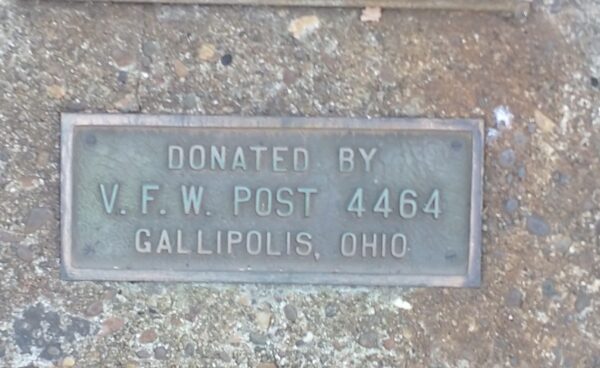 DONATED BY
V. F. W. POST 4464
GALLIPOLIS, OHIO